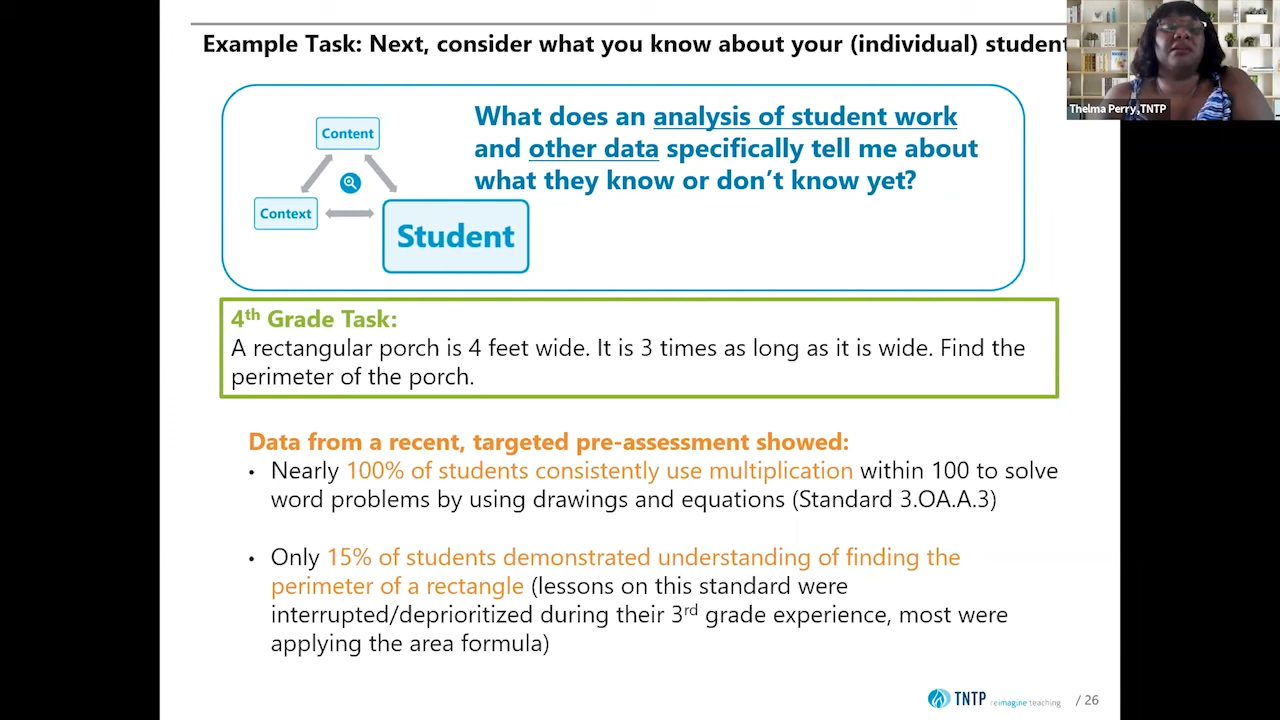 Example Task: Next, consider what you know about your (individual) student
Thelma Perry,TNTP
What does an analysis of student work
and other data specifically tell me about
what they know or don't know yet?
Content
Context
Student
4th Grade Task:
A rectangular porch is 4 feet wide. It is 3 times as long as it is wide. Find the
perimeter of the porch.
Data from a recent, targeted pre-assessment showed:
• Nearly 100% of students consistently use multiplication within 100 to solve
word problems by using drawings and equations (Standard 3.OA.A.3)
• Only 15% of students demonstrated understanding of finding the
perimeter of a rectangle (lessons on this standard were
interrupted/deprioritized during their 3rd grade experience, most were
applying the area formula)
TNTP reimagine teaching / 26